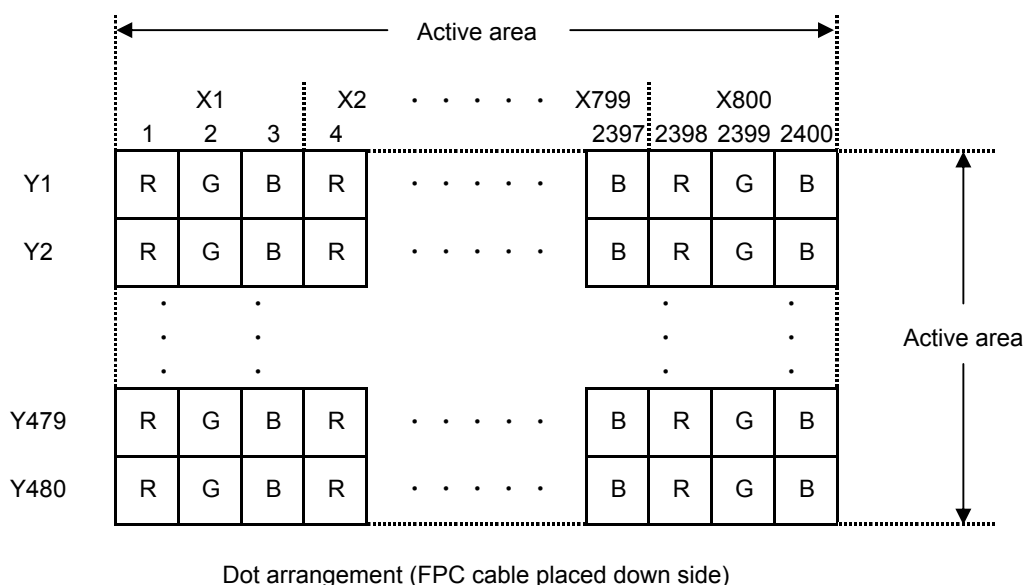 Active area
X1 X2 · · · · · X799 X800
1 2 3 4 2397 2398 2399 2400
Y1 R G B R · · · · · B R G B
Y2 R G B R · · · · · B R G B
· · · ·
· · · ·
Active area
· · · ·
Y479 R G B R · · · · · B R G B
Y480 R G B R · · · · · B R G B
Dot arrangement (FPC cable placed down side)